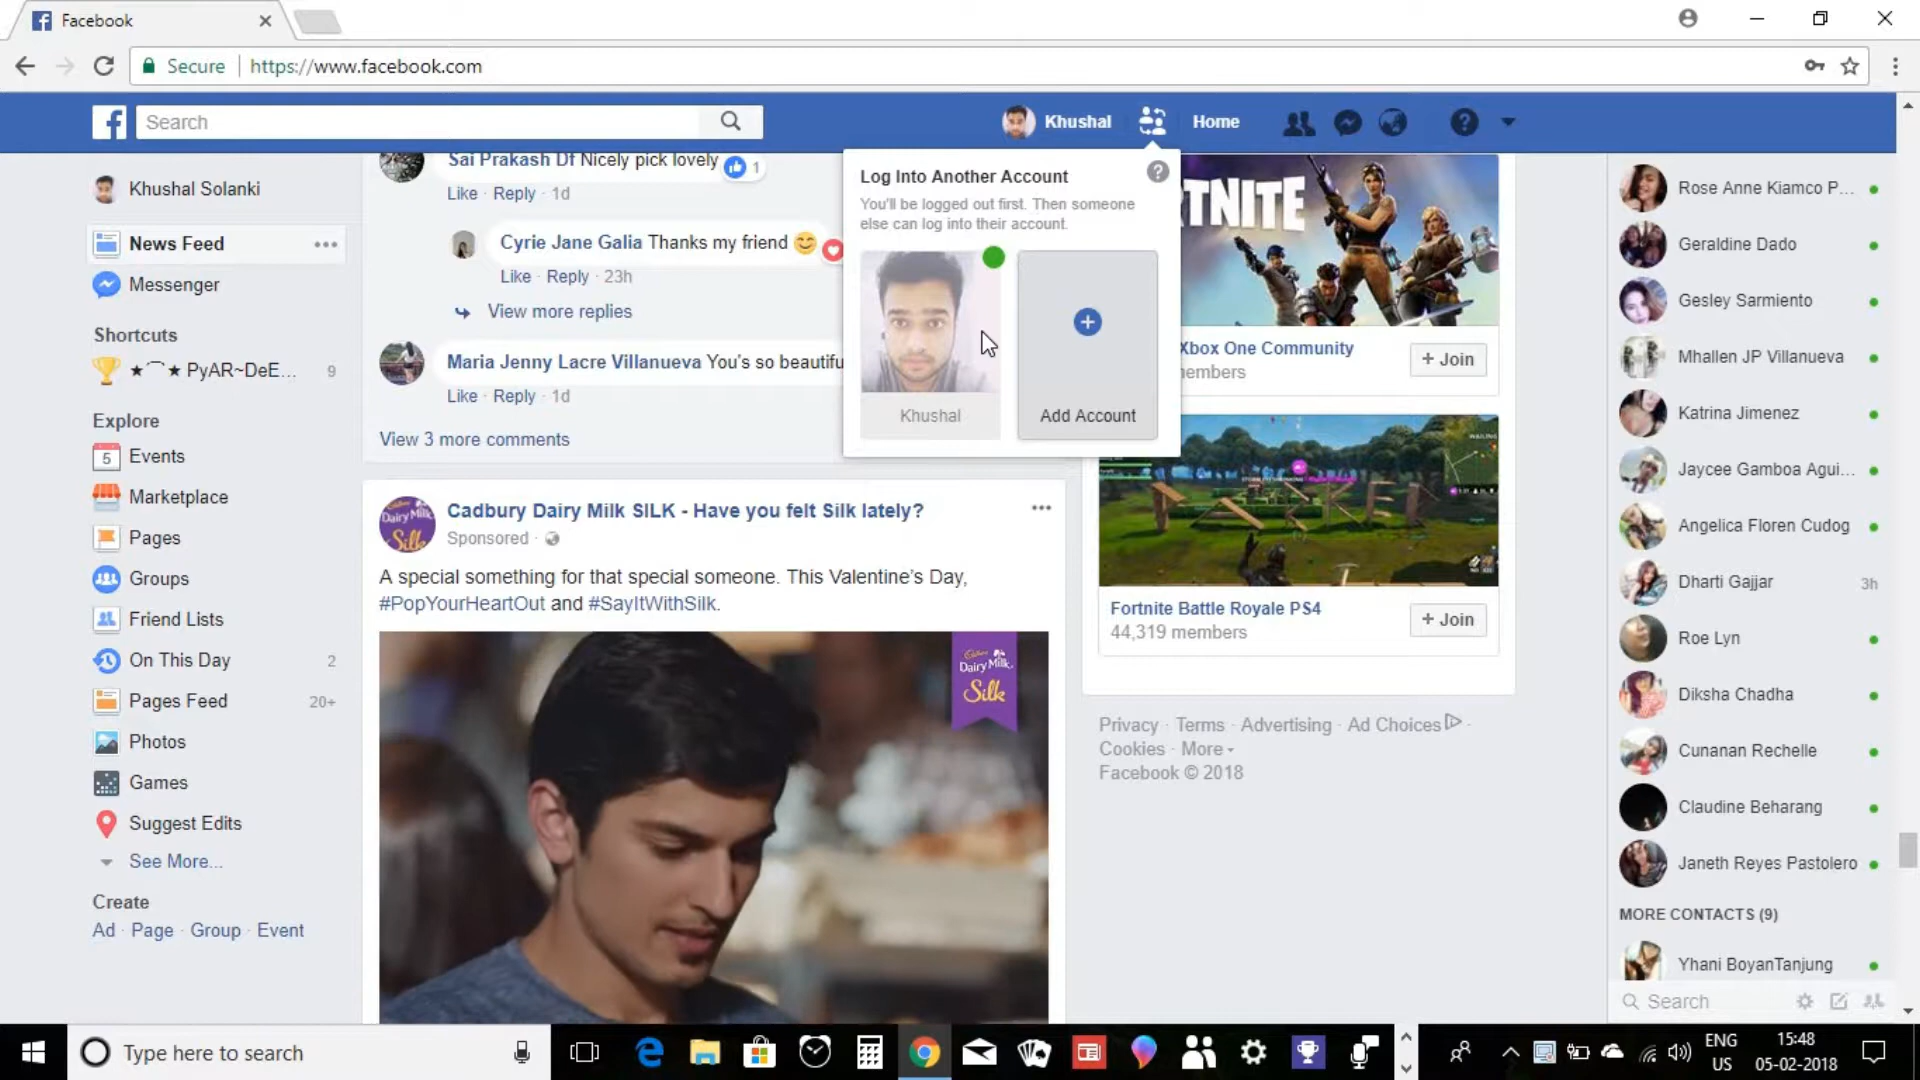 Facebook
Secure
https://www.facebook.com
Search
Khushal
Home
Khushal Solanki
News Feed
Messenger
Shortcuts
★⌒★ PyAR~DeE...
9
Explore
5
Events
Marketplace
Pages
Groups
Friend Lists
On This Day
2
Pages Feed
20+
Photos
Games
Suggest Edits
See More...
Create
Ad · Page · Group · Event
Sai Prakash Df Nicely pick lovely
1
Like · Reply · 1d
Cyrie Jane Galia Thanks my friend 😊
Like · Reply · 23h
View more replies
Maria Jenny Lacre Villanueva You's so beautifu
Like · Reply · 1d
View 3 more comments
Cadbury Dairy Milk SILK - Have you felt Silk lately?
Sponsored ·
A special something for that special someone. This Valentine's Day,
#PopYourHeartOut and #SayItWithSilk.
Dairy Milk
Silk
Cadbury
Dairy Milk
Silk
Log Into Another Account
?
You'll be logged out first. Then someone
else can log into their account.
Khushal
Add Account
RTNITE
Xbox One Community
members
+ Join
Fortnite Battle Royale PS4
44,319 members
+ Join
Privacy · Terms · Advertising · Ad Choices ·
Cookies · More
Facebook © 2018
Rose Anne Kiamco P...
Geraldine Dado
Gesley Sarmiento
Mhallen JP Villanueva
Katrina Jimenez
Jaycee Gamboa Agui...
Angelica Floren Cudog
Dharti Gajjar
3h
Roe Lyn
Diksha Chadha
Cunanan Rechelle
Claudine Beharang
Janeth Reyes Pastolero
MORE CONTACTS (9)
Yhani BoyanTanjung
Search
Type here to search
ENG
US
15:48
05-02-2018